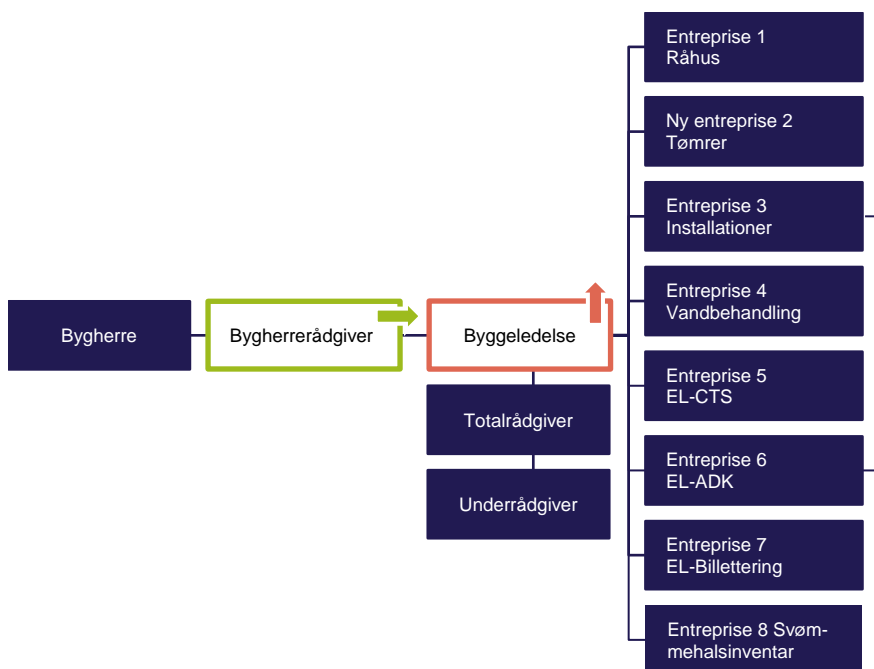 Entreprise 1
Råhus
Ny entreprise 2
Tømrer
Entreprise 3
Installationer
Entreprise 4
Vandbehandling
Bygherre
Bygherrerådgiver
Byggeledelse
Entreprise 5
EL-CTS
Totalrådgiver
Entreprise 6
EL-ADK
Underrådgiver
Entreprise 7
EL-Billettering
Entreprise 8 Svøm-
mehalsinventar